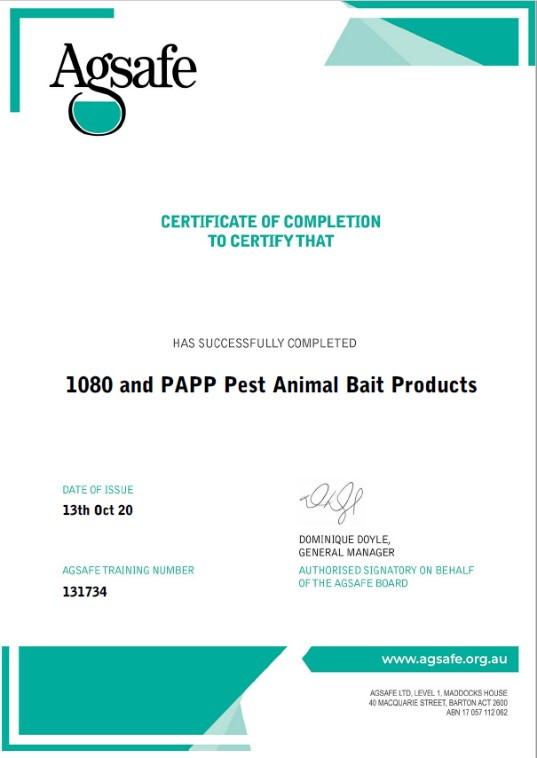 Agsafe
CERTIFICATE OF COMPLETION
TO CERTIFY THAT
HAS SUCCESSFULLY COMPLETED
1080 and PAPP Pest Animal Bait Products
DATE OF ISSUE
13th Oct 20
DOMINIQUE DOYLE,
GENERAL MANAGER
AGSAFE TRAINING NUMBER
131734
AUTHORISED SIGNATORY ON BEHALF
OF THE AGSAFE BOARD
www.agsafe.org.au
AGSAFE LTD, LEVEL 1, MADDOCKS HOUSE
40 MACQUARIE STREET, BARTON ACT 2600
ABN 17 057 112 062